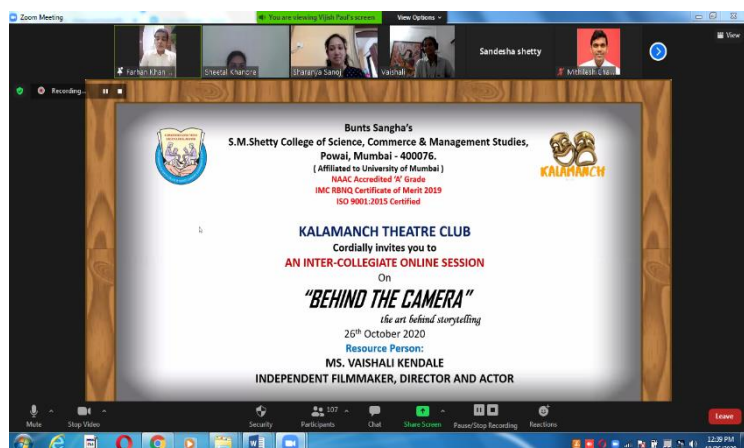 Zoom Meeting
You are viewing Vijish Paul's screen
View Options
View
Farhan Khan ...
Sheetal Khandre
Sharanya Sanoj
Vaishali
Sandesha shetty
Mithilesh Cha...
Recording...
Bunts Sangha's
S.M.Shetty College of Science, Commerce & Management Studies,
Powai, Mumbai - 400076.
( Affiliated to University of Mumbai )
NAAC Accredited 'A' Grade
IMC RBNQ Certificate of Merit 2019
ISO 9001:2015 Certified
KALAMANCH
KALAMANCH THEATRE CLUB
Cordially invites you to
AN INTER-COLLEGIATE ONLINE SESSION
On
"BEHIND THE CAMERA"
the art behind storytelling
26th October 2020
Resource Person:
MS. VAISHALI KENDALE
INDEPENDENT FILMMAKER, DIRECTOR AND ACTOR
Mute
Stop Video
Security
Participants
107
Chat
Share Screen
Pause/Stop Recording
Reactions
Leave
12:39 PM